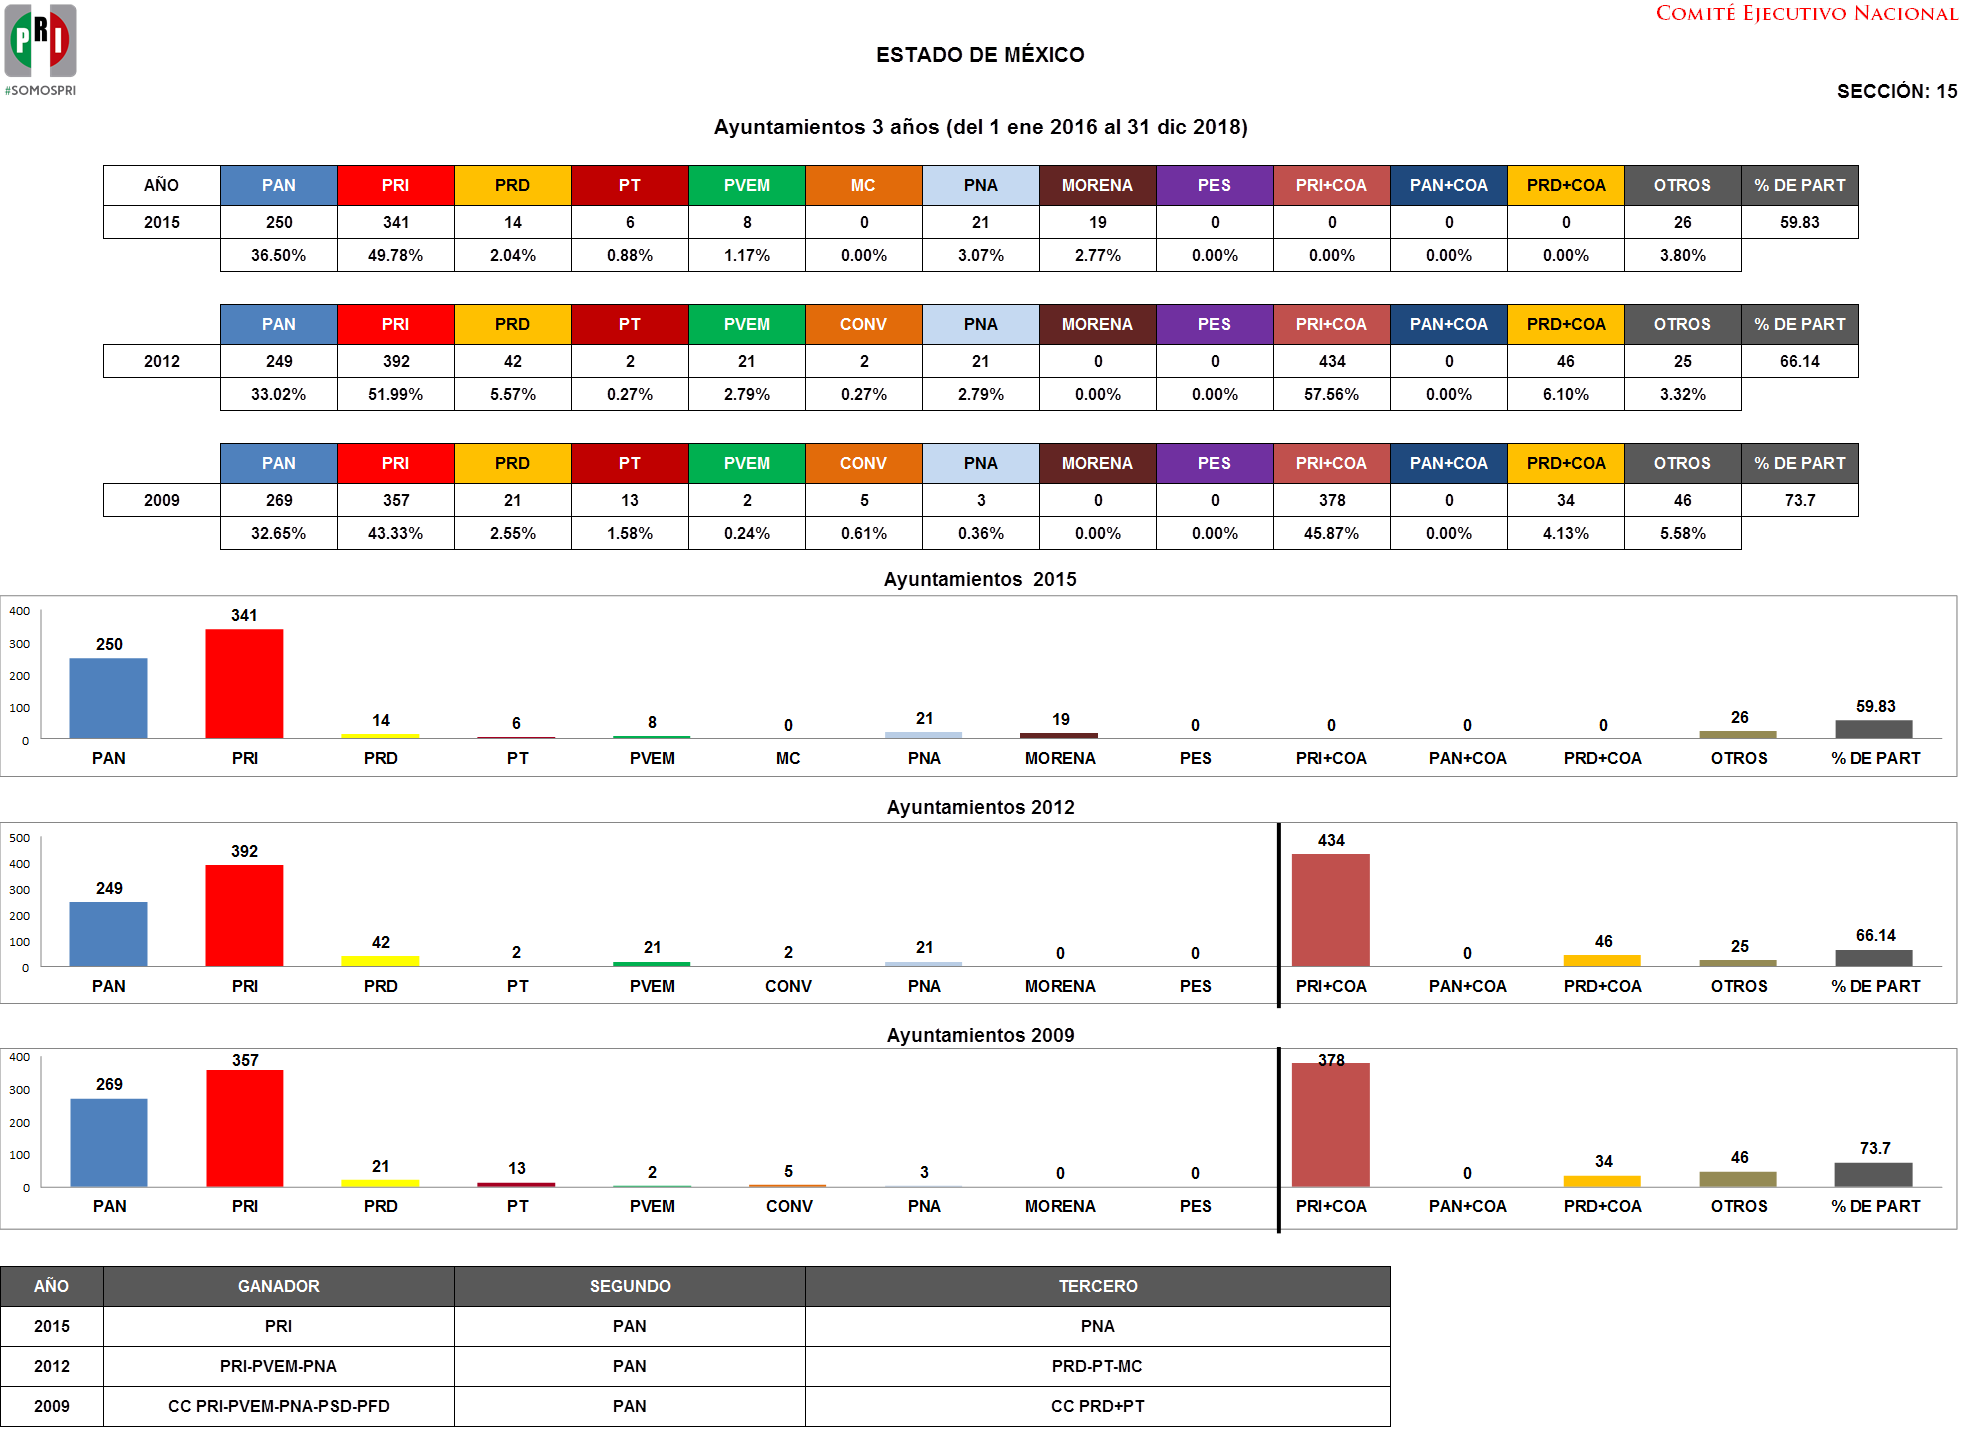 COMITÉ EJECUTIVO NACIONAL
PRI
#SOMOSPRI
ESTADO DE MÉXICO
SECCIÓN: 15
Ayuntamientos 3 años (del 1 ene 2016 al 31 dic 2018)
AÑO PAN PRI PRD PT PVEM MC PNA MORENA PES PRI+COA PAN+COA PRD+COA OTROS % DE PART
2015 250 341 14 6 8 0 21 19 0 0 0 0 26 59.83
36.50% 49.78% 2.04% 0.88% 1.17% 0.00% 3.07% 2.77% 0.00% 0.00% 0.00% 0.00% 3.80%
PAN PRI PRD PT PVEM CONV PNA MORENA PES PRI+COA PAN+COA PRD+COA OTROS % DE PART
2012 249 392 42 2 21 2 21 0 0 434 0 46 25 66.14
33.02% 51.99% 5.57% 0.27% 2.79% 0.27% 2.79% 0.00% 0.00% 57.56% 0.00% 6.10% 3.32%
PAN PRI PRD PT PVEM CONV PNA MORENA PES PRI+COA PAN+COA PRD+COA OTROS % DE PART
2009 269 357 21 13 2 5 3 0 0 378 0 34 46 73.7
32.65% 43.33% 2.55% 1.58% 0.24% 0.61% 0.36% 0.00% 0.00% 45.87% 0.00% 4.13% 5.58%
Ayuntamientos 2015
400
300
200
100
0
250 341 14 6 8 0 21 19 0 0 0 0 26 59.83
PAN PRI PRD PT PVEM MC PNA MORENA PES PRI+COA PAN+COA PRD+COA OTROS % DE PART
Ayuntamientos 2012
500
400
300
200
100
0
249 392 42 2 21 2 21 0 0 434 0 46 25 66.14
PAN PRI PRD PT PVEM CONV PNA MORENA PES PRI+COA PAN+COA PRD+COA OTROS % DE PART
Ayuntamientos 2009
400
300
200
100
0
269 357 21 13 2 5 3 0 0 378 0 34 46 73.7
PAN PRI PRD PT PVEM CONV PNA MORENA PES PRI+COA PAN+COA PRD+COA OTROS % DE PART
AÑO GANADOR SEGUNDO TERCERO
2015 PRI PAN PNA
2012 PRI-PVEM-PNA PAN PRD-PT-MC
2009 CC PRI-PVEM-PNA-PSD-PFD PAN CC PRD+PT